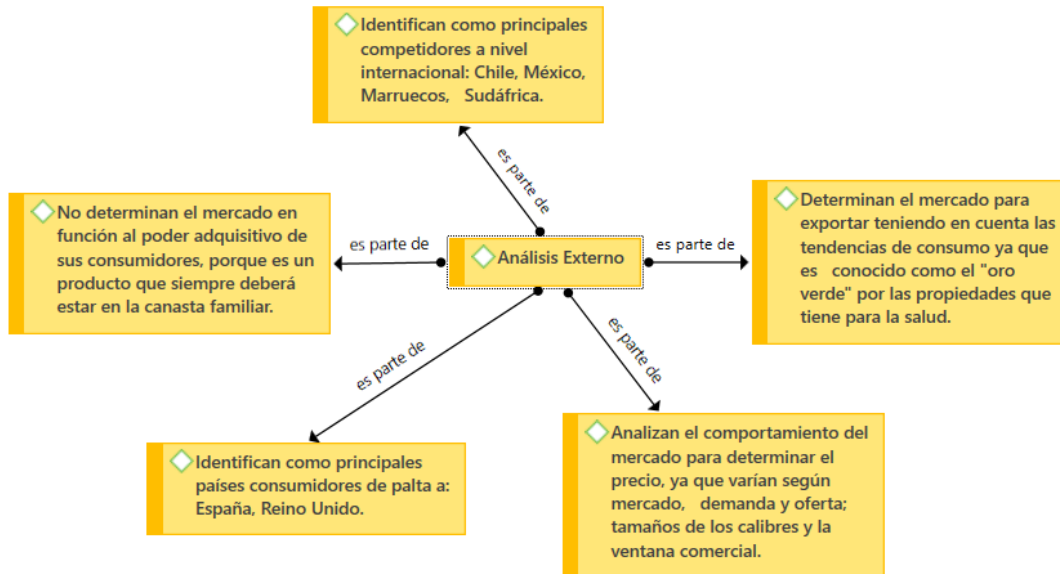 Identifican como principales
competidores a nivel
internacional: Chile, México,
Marruecos, Sudáfrica.
es parte de
No determinan el mercado en
función al poder adquisitivo de
sus consumidores, porque es un
producto que siempre deberá
estar en la canasta familiar.
es parte de
Análisis Externo
es parte de
Determinan el mercado para
exportar teniendo en cuenta las
tendencias de consumo ya que
es conocido como el "oro
verde" por las propiedades que
tiene para la salud.
es parte de
es parte de
Identifican como principales
países consumidores de palta a:
España, Reino Unido.
Analizan el comportamiento del
mercado para determinar el
precio, ya que varían según
mercado, demanda y oferta;
tamaños de los calibres y la
ventana comercial.